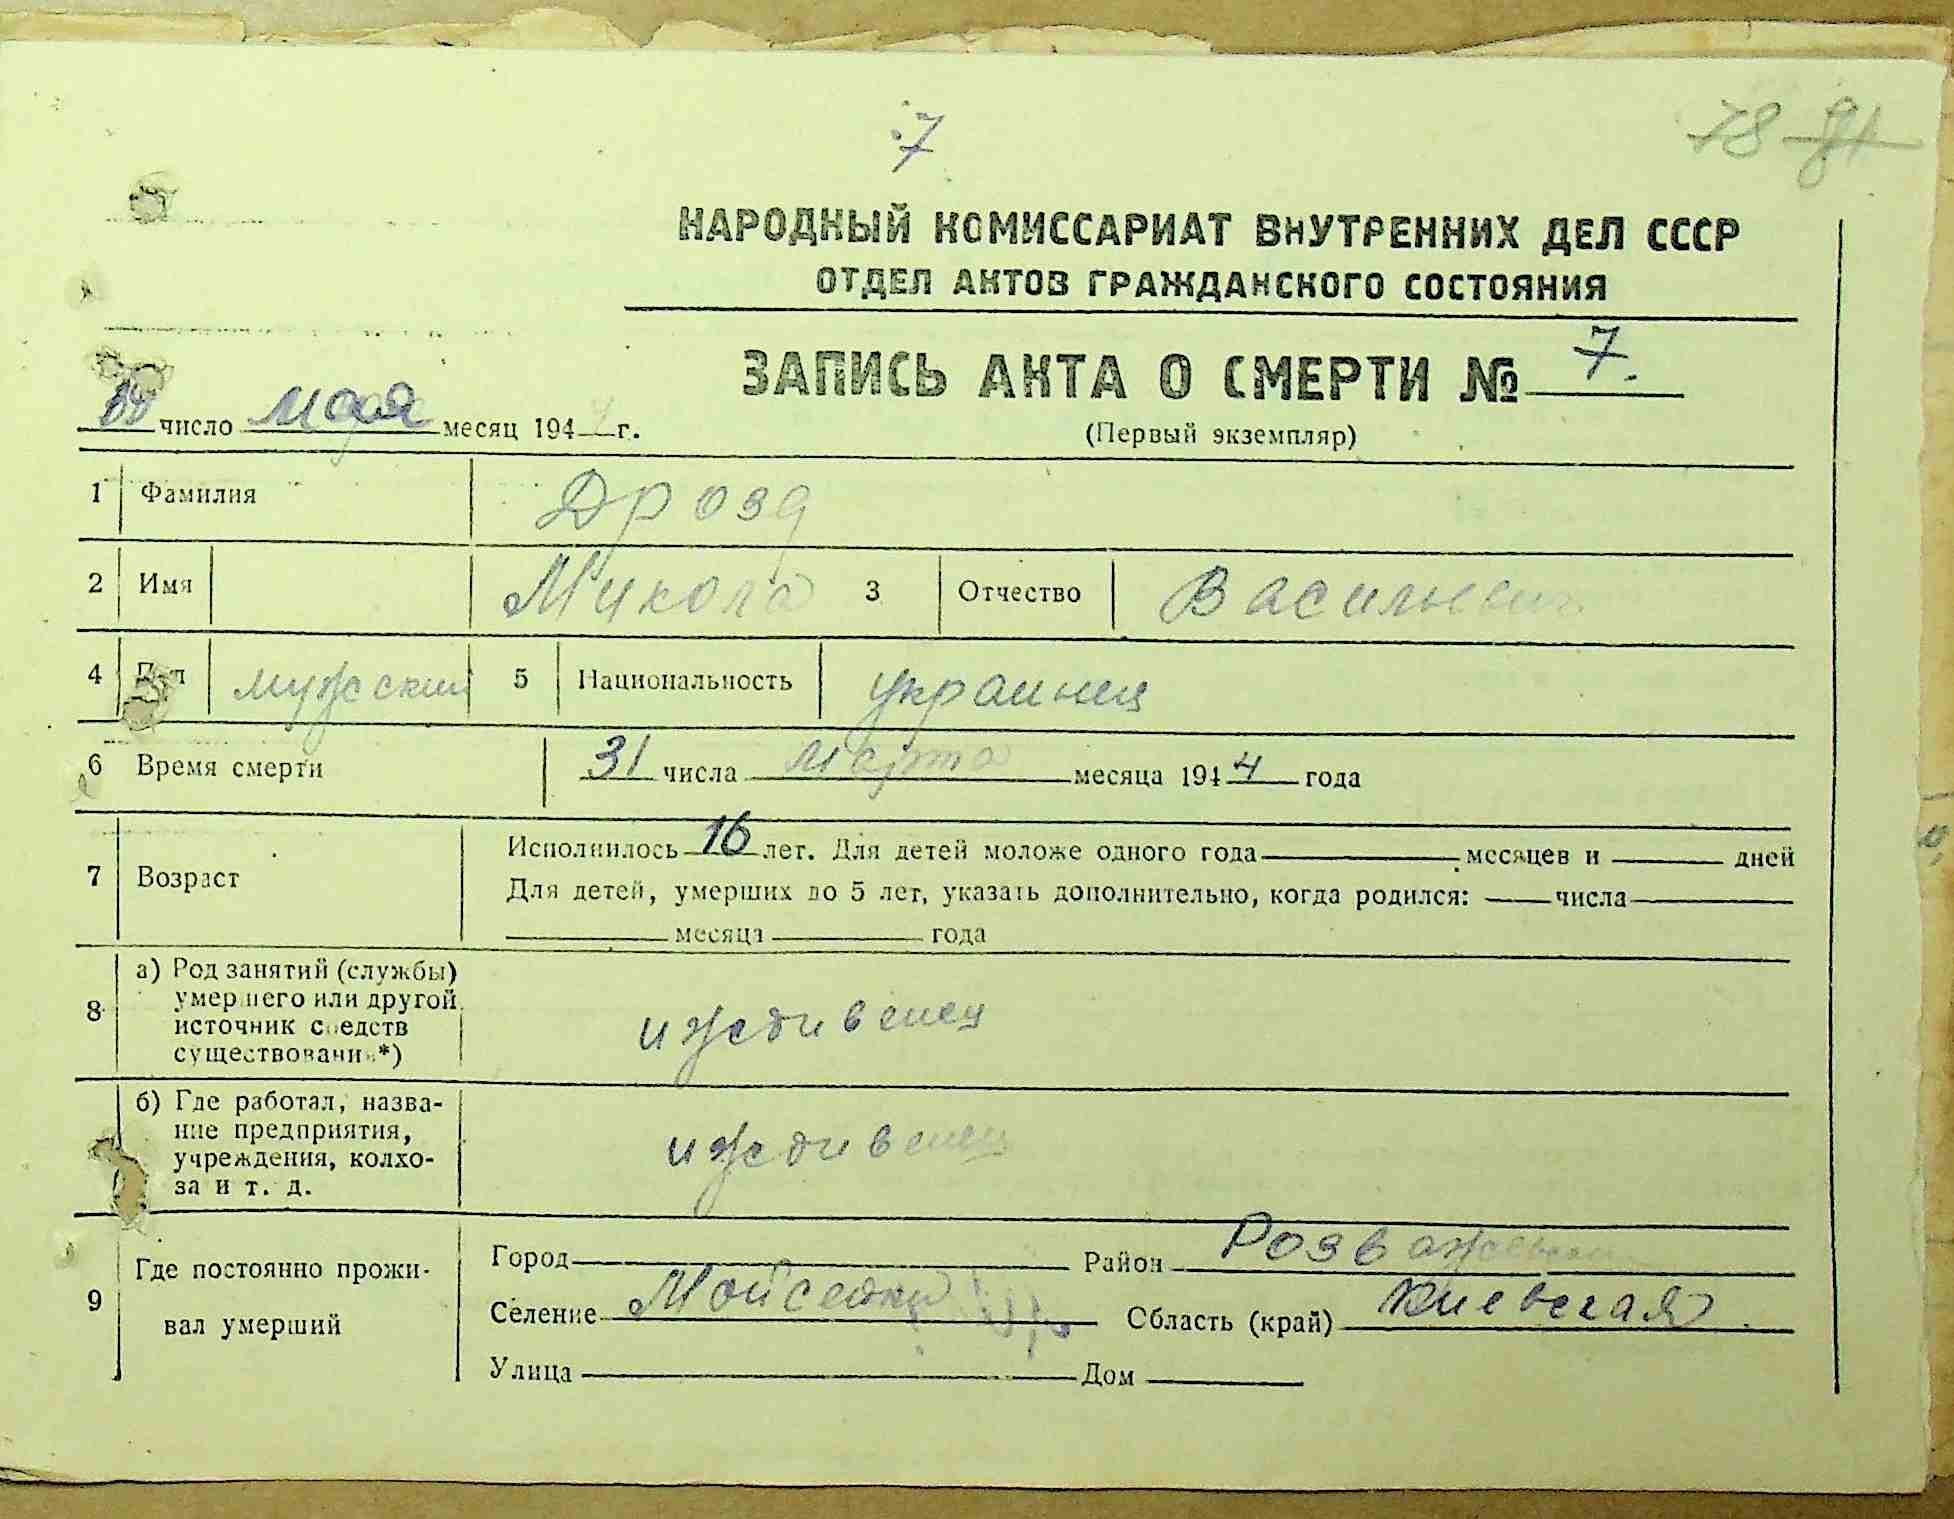 7
78 81
НАРОДНЫЙ КОМИССАРИАТ ВНУТРЕННИХ ДЕЛ СССР
ОТДЕЛ АКТОВ ГРАЖДАНСКОГО СОСТОЯНИЯ
ЗАПИСЬ АКТА О СМЕРТИ № 7.
число мая месяц 194 г.
(Первый экземпляр)
1 Фамилия Дрозд
2 Имя Микола 3 Отчество Васильевич
4 Пол мужский 5 Национальность украинец
6 Время смерти 31 числа марта месяца 1944 года
7 Возраст
Исполнилось 16 лет. Для детей моложе одного года месяцев и дней
Для детей, умерших до 5 лет, указать дополнительно, когда родился: числа
месяца года
8 а) Род занятий (службы)
умершего или другой
источник средств
существования*)
иждивенец
б) Где работал, назва-
ние предприятия,
учреждения, колхо-
за и т. д.
иждивенец
9 Где постоянно прожи-
вал умерший
Город Район
Селение Область (край) Киевская
Улица Дом